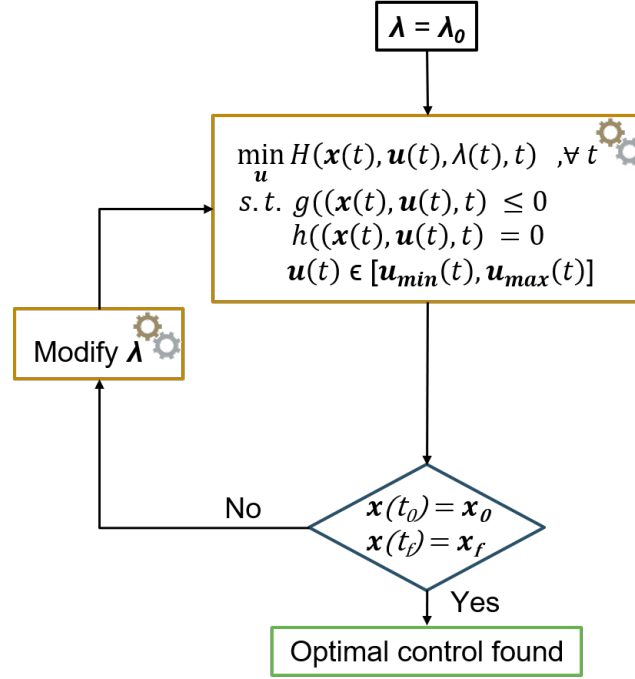 λ = λ₀
min H(x(t), u(t), λ(t), t) ,∀ t
u
s. t. g((x(t), u(t), t) ≤ 0
h((x(t), u(t), t) = 0
u(t) ϵ [u_min(t), u_max(t)]
Modify λ
No
x(t₀) = x₀
x(t_f) = x_f
Yes
Optimal control found